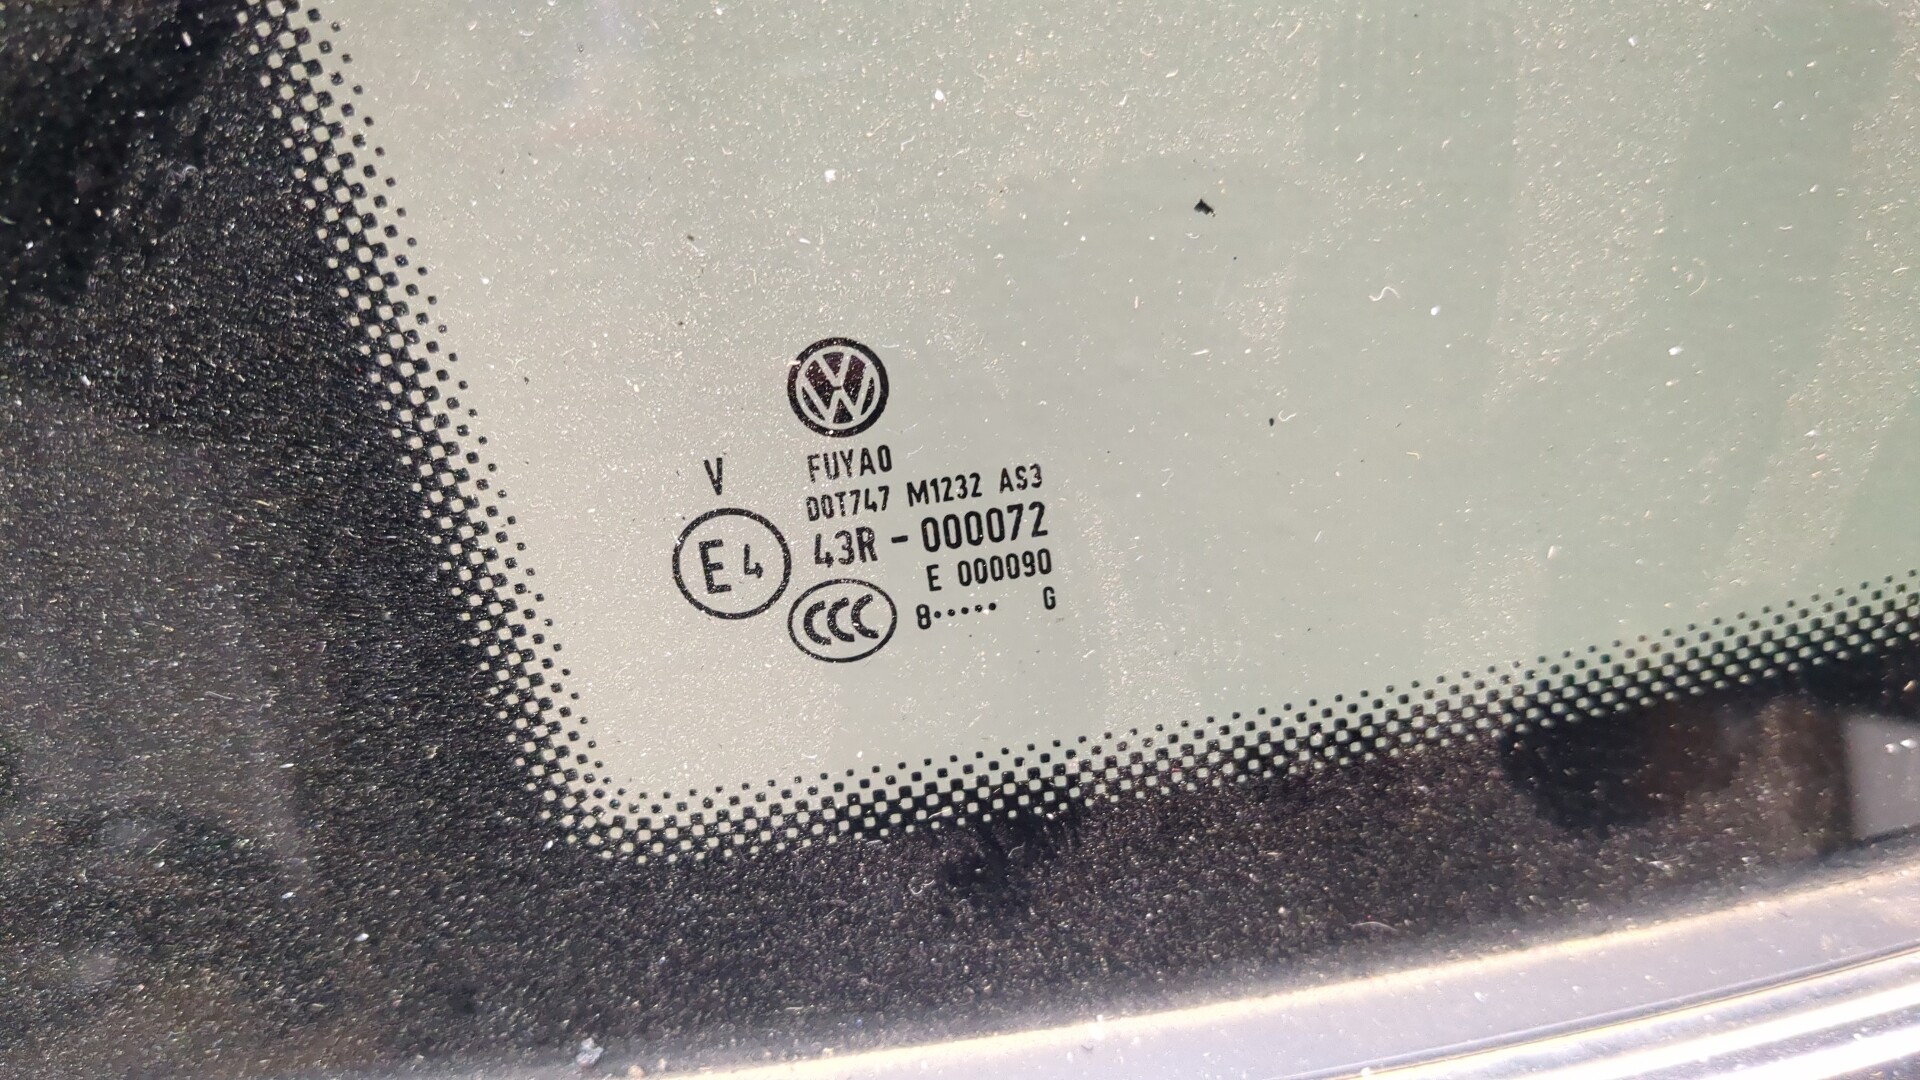 V
FUYAO
DOT747 M1232 AS3
E4
43R - 000072
E 000090
CCC
8••••• G